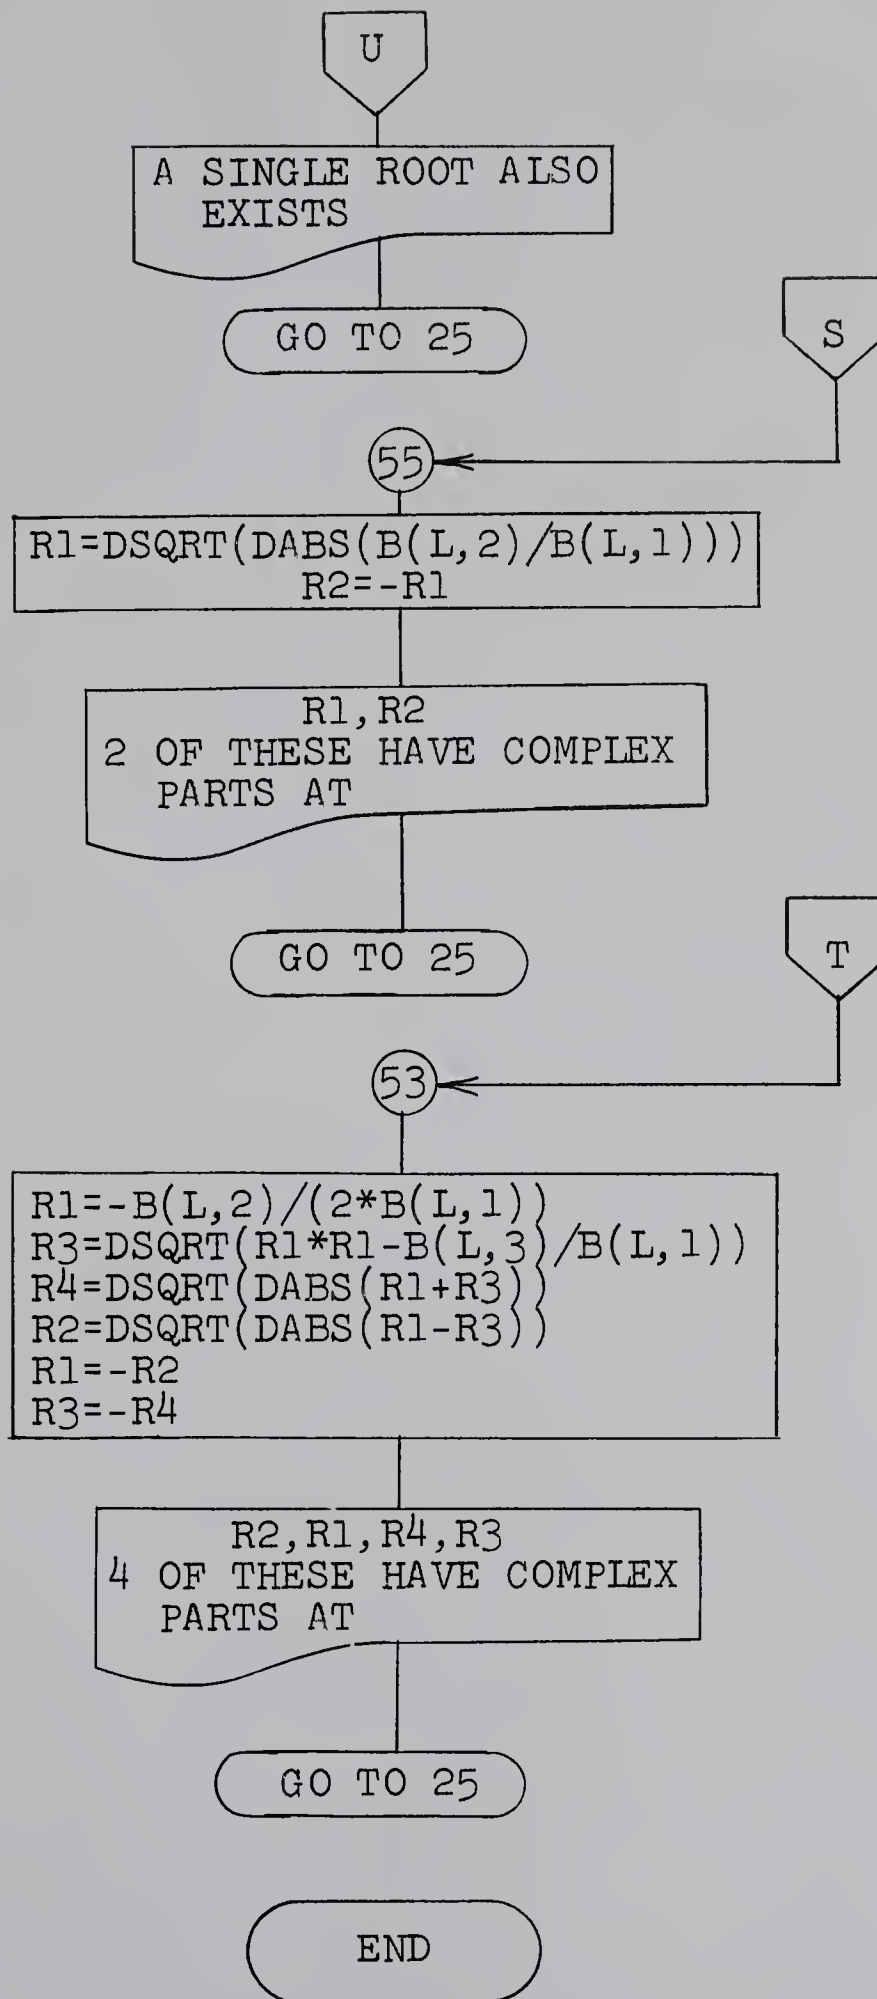 U
A SINGLE ROOT ALSO
EXISTS
GO TO 25
S
55
R1=DSQRT(DABS(B(L,2)/B(L,1)))
R2=-R1
R1,R2
2 OF THESE HAVE COMPLEX
PARTS AT
GO TO 25
T
53
R1=-B(L,2)/(2*B(L,1))
R3=DSQRT(R1*R1-B(L,3)/B(L,1))
R4=DSQRT(DABS(R1+R3))
R2=DSQRT(DABS(R1-R3))
R1=-R2
R3=-R4
R2,R1,R4,R3
4 OF THESE HAVE COMPLEX
PARTS AT
GO TO 25
END